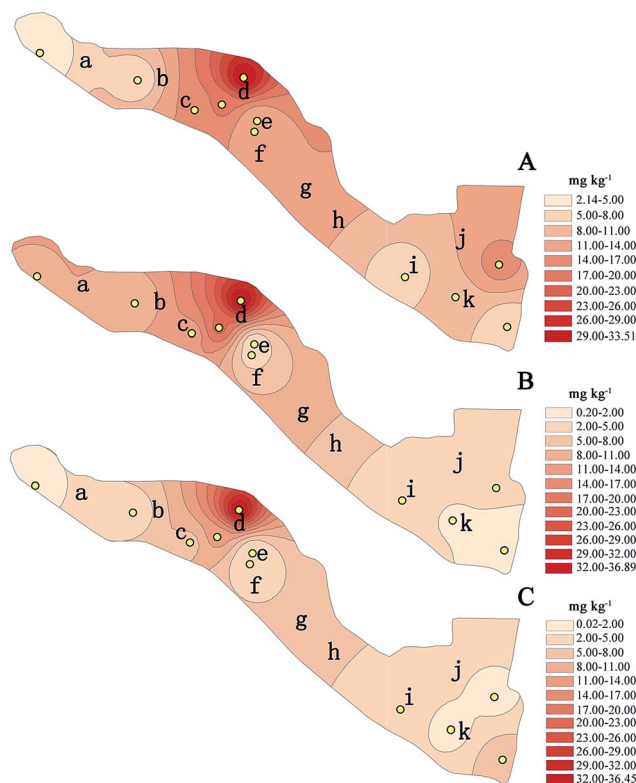 a
b
c
d
e
f
g
h
i
j
k
A
mg kg⁻¹
2.14-5.00
5.00-8.00
8.00-11.00
11.00-14.00
14.00-17.00
17.00-20.00
20.00-23.00
23.00-26.00
26.00-29.00
29.00-33.51
a
b
c
d
e
f
g
h
i
j
k
B
mg kg⁻¹
0.20-2.00
2.00-5.00
5.00-8.00
8.00-11.00
11.00-14.00
14.00-17.00
17.00-20.00
20.00-23.00
23.00-26.00
26.00-29.00
29.00-32.00
32.00-36.89
a
b
c
d
e
f
g
h
i
j
k
C
mg kg⁻¹
0.02-2.00
2.00-5.00
5.00-8.00
8.00-11.00
11.00-14.00
14.00-17.00
17.00-20.00
20.00-23.00
23.00-26.00
26.00-29.00
29.00-32.00
32.00-36.45